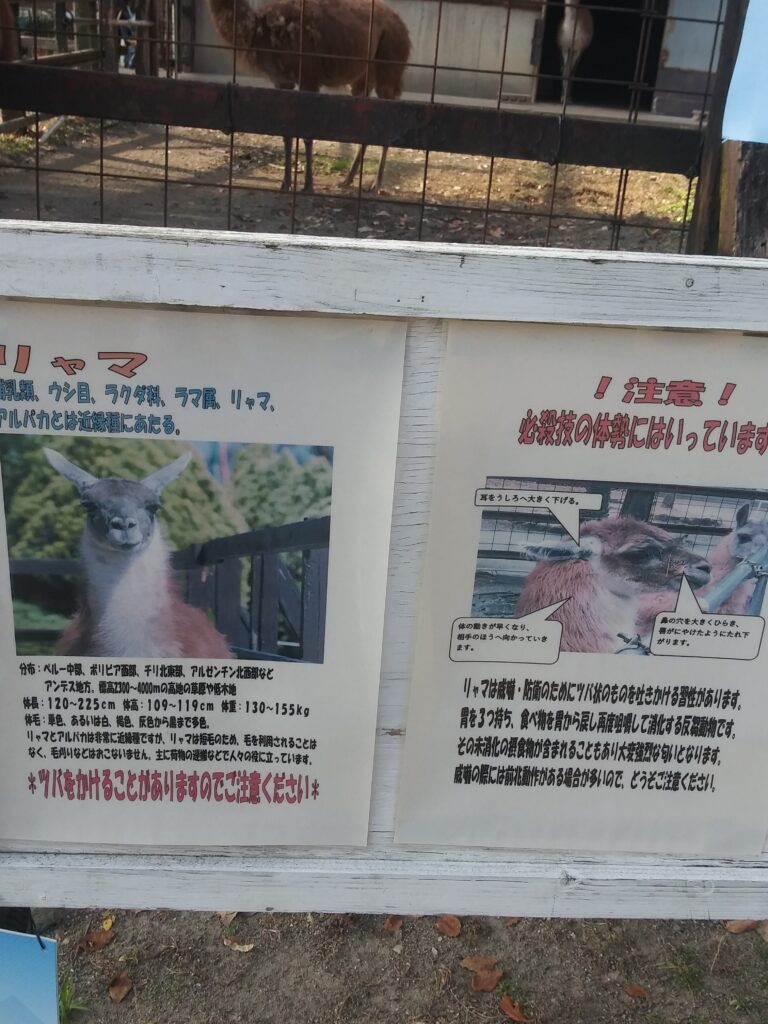 リャマ
哺乳類、ウシ目、ラクダ科、ラマ属、リャマ、
アルパカとは近縁種にあたる。
分布：ペルー中部、ボリビア西部、チリ北東部、アルゼンチン北西部など
アンデス地方。標高2300～4000mの高地の草原や低木地
体長：120～225cm 体高：109～119cm 体重：130～155kg
体毛：単色、あるいは白、褐色、灰色から黒まで多色。
リャマとアルパカは非常に近縁種ですが、リャマは短毛のため、毛を利用されることは
なく、毛刈りなどはおこないません。主に荷物の運搬などで人々の役に立っています。
＊ツバをかけることがありますのでご注意ください＊
！注意！
必殺技の体勢にはいっています
耳をうしろへ大きく下げる。
体の動きが早くなり、
相手のほうへ向かっていき
ます。
鼻の穴を大きくひらき、
唇がにやけたようにたれ下
がります。
リャマは威嚇・防衛のためにツバ状のものを吐きかける習性があります。
胃を3つ持ち、食べ物を胃から戻し再度咀嚼して消化する反芻動物です。
その未消化の摂食物が含まれることもあり大変強烈な匂いとなります。
威嚇の際には前兆動作がある場合が多いので、どうぞご注意ください。